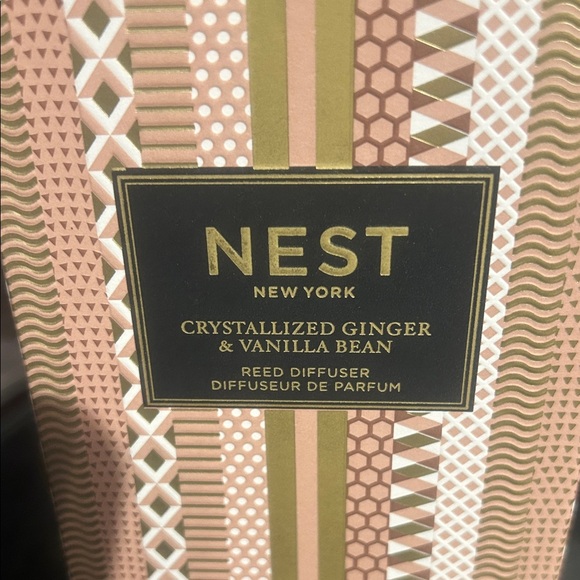 NEST
NEW YORK
CRYSTALLIZED GINGER
& VANILLA BEAN
REED DIFFUSER
DIFFUSEUR DE PARFUM